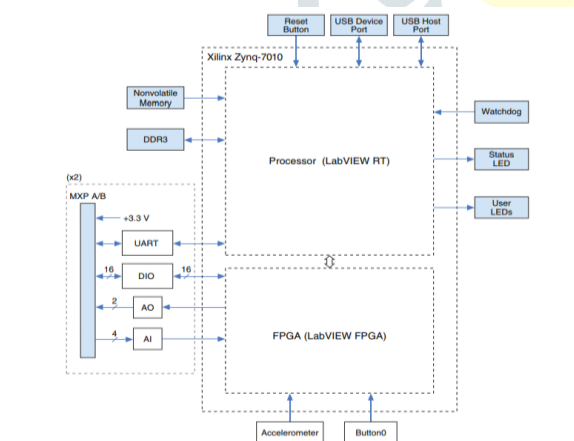 Reset
Button
USB Device
Port
USB Host
Port
Xilinx Zynq-7010
Nonvolatile
Memory
DDR3
Processor (LabVIEW RT)
Watchdog
Status
LED
User
LEDs
(x2)
MXP A/B
+3.3 V
UART
16
DIO
16
2
AO
4
AI
FPGA (LabVIEW FPGA)
Accelerometer
Button0